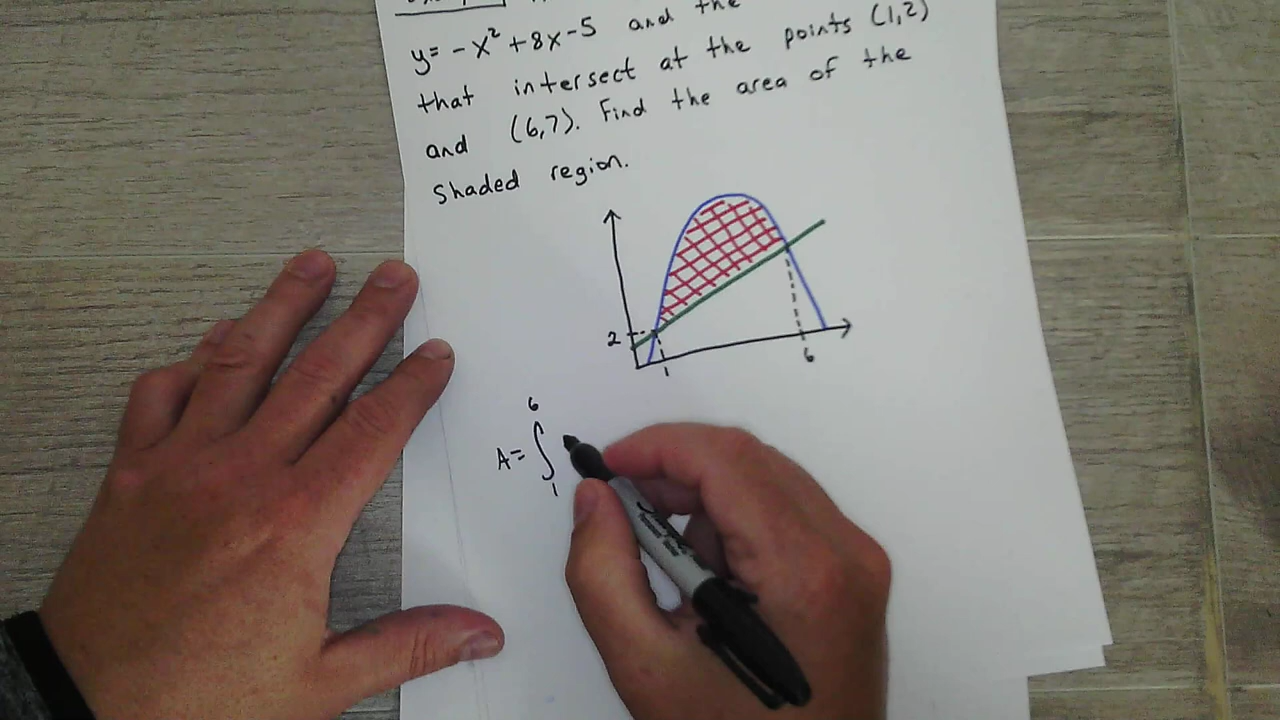 y = -x² + 8x - 5 and the
that intersect at the points (1,2)
and (6,7). Find the area of the
shaded region.
2
1
6
6
A = ∫
1